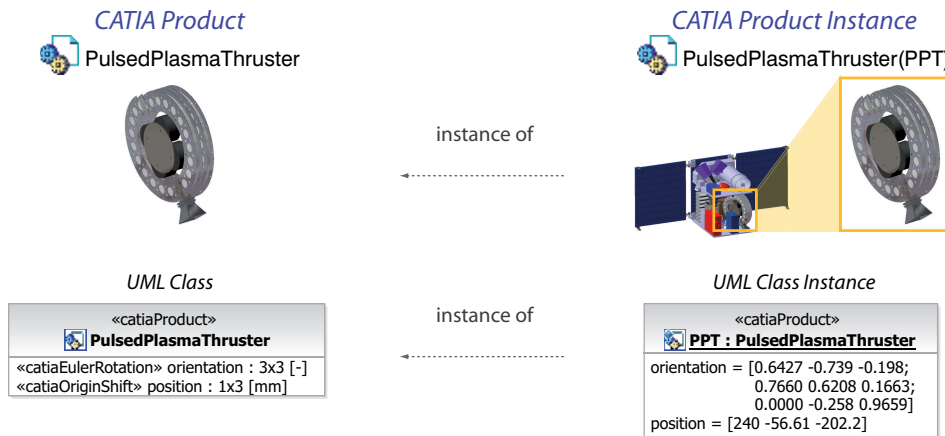 CATIA Product
CATIA Product Instance
PulsedPlasmaThruster
PulsedPlasmaThruster(PPT)
instance of
UML Class
UML Class Instance
instance of
«catiaProduct»
PulsedPlasmaThruster
«catiaEulerRotation» orientation : 3x3 [-]
«catiaOriginShift» position : 1x3 [mm]
«catiaProduct»
PPT : PulsedPlasmaThruster
orientation = [0.6427 -0.739 -0.198;
0.7660 0.6208 0.1663;
0.0000 -0.258 0.9659]
position = [240 -56.61 -202.2]